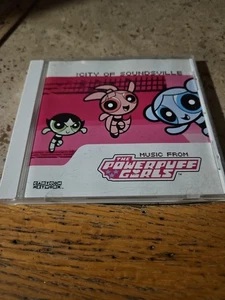 :CITY OF SOUNDSVILLE
MUSIC FROM
THE
POWERPUFF
GIRLS